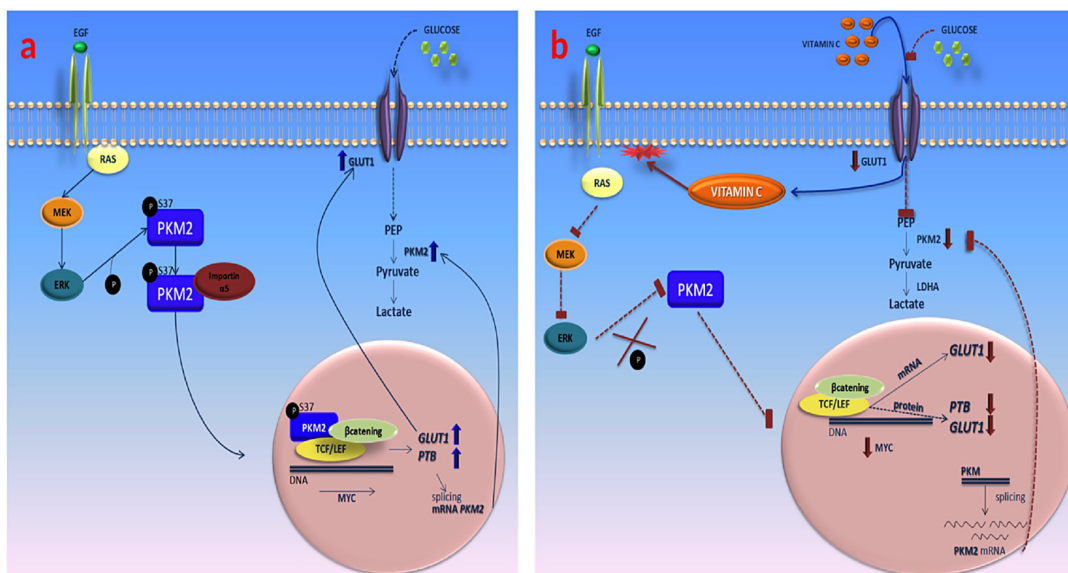 a
EGF
GLUCOSE
RAS
GLUT1
MEK
P
S37
PKM2
PEP
PKM2
ERK
P
P
S37
PKM2
Importin
α5
Pyruvate
Lactate
P
S37
PKM2
βcatening
TCF/LEF
GLUT1
PTB
DNA
MYC
splicing
mRNA PKM2
b
EGF
VITAMIN C
GLUCOSE
GLUT1
RAS
VITAMIN C
PEP
MEK
PKM2
Pyruvate
PKM2
LDHA
ERK
Lactate
P
GLUT1
mRNA
βcatening
TCF/LEF
protein
PTB
DNA
GLUT1
MYC
PKM
splicing
PKM2 mRNA